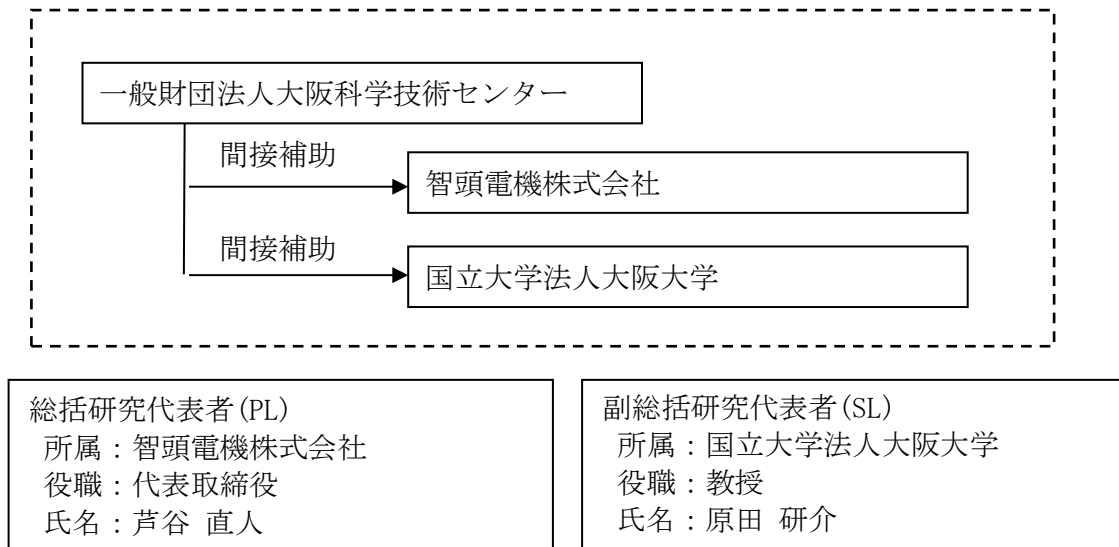 一般財団法人大阪科学技術センター
間接補助
智頭電機株式会社
間接補助
国立大学法人大阪大学
総括研究代表者(PL)
所属：智頭電機株式会社
役職：代表取締役
氏名：芦谷 直人
副総括研究代表者(SL)
所属：国立大学法人大阪大学
役職：教授
氏名：原田 研介